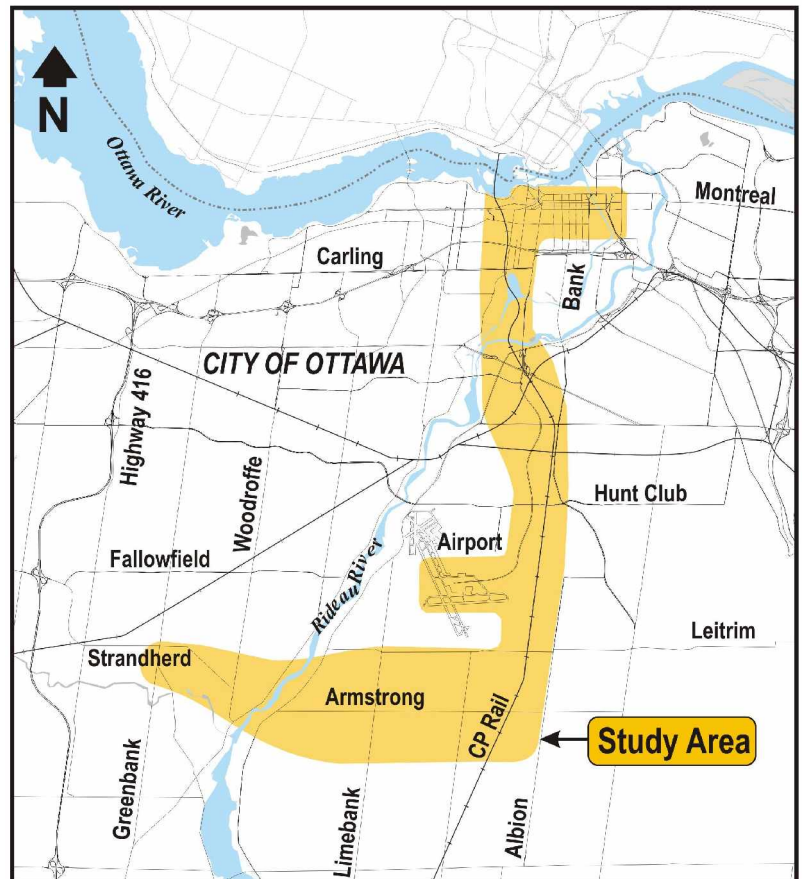 N
Ottawa River
Montreal
Carling
Bank
CITY OF OTTAWA
Highway 416
Woodroffe
Hunt Club
Airport
Fallowfield
Rideau River
Leitrim
Strandherd
Armstrong
CP Rail
Study Area
Greenbank
Limebank
Albion